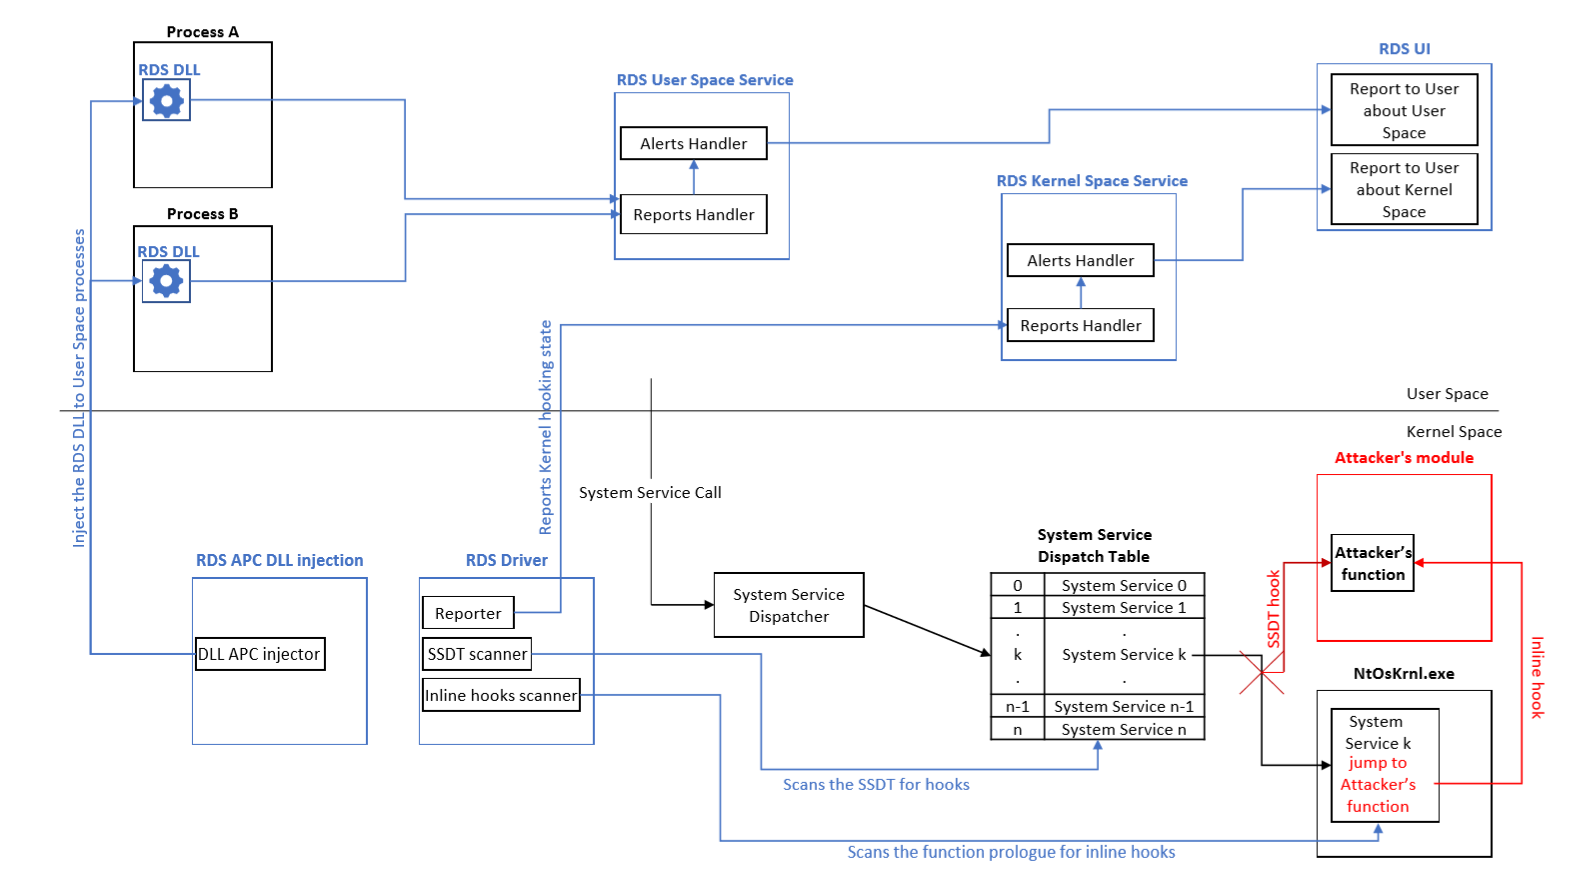 Process A
RDS DLL
Process B
RDS DLL
Inject the RDS DLL to User Space processes
RDS User Space Service
Alerts Handler
Reports Handler
RDS Kernel Space Service
Alerts Handler
Reports Handler
RDS UI
Report to User
about User
Space
Report to User
about Kernel
Space
Reports Kernel hooking state
User Space
Kernel Space
System Service Call
RDS APC DLL injection
DLL APC injector
RDS Driver
Reporter
SSDT scanner
Inline hooks scanner
System Service
Dispatcher
System Service
Dispatch Table
0 System Service 0
1 System Service 1
. .
k System Service k
. .
n-1 System Service n-1
n System Service n
Scans the SSDT for hooks
Scans the function prologue for inline hooks
SSDT hook
Attacker's module
Attacker’s
function
Inline hook
NtOsKrnl.exe
System
Service k
jump to
Attacker’s
function